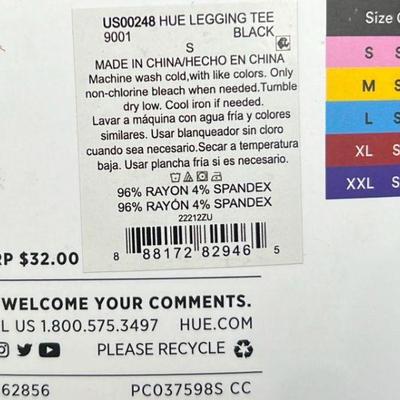 US00248 HUE LEGGING TEE
9001 BLACK
S
MADE IN CHINA/HECHO EN CHINA
Machine wash cold,with like colors. Only
non-chlorine bleach when needed.Tumble
dry low. Cool iron if needed.
Lavar a máquina con agua fría y colores
similares. Usar blanqueador sin cloro
cuando sea necesario.Secar a temperatura
baja. Usar plancha fria si es necesario.
96% RAYON 4% SPANDEX
96% RAYÓN 4% SPANDEX
22212ZU
8 88172 82946 5
Size
S S
M S
L S
XL S
XXL S
RP $32.00
WELCOME YOUR COMMENTS.
L US 1.800.575.3497 HUE.COM
PLEASE RECYCLE
62856 PC037598S CC